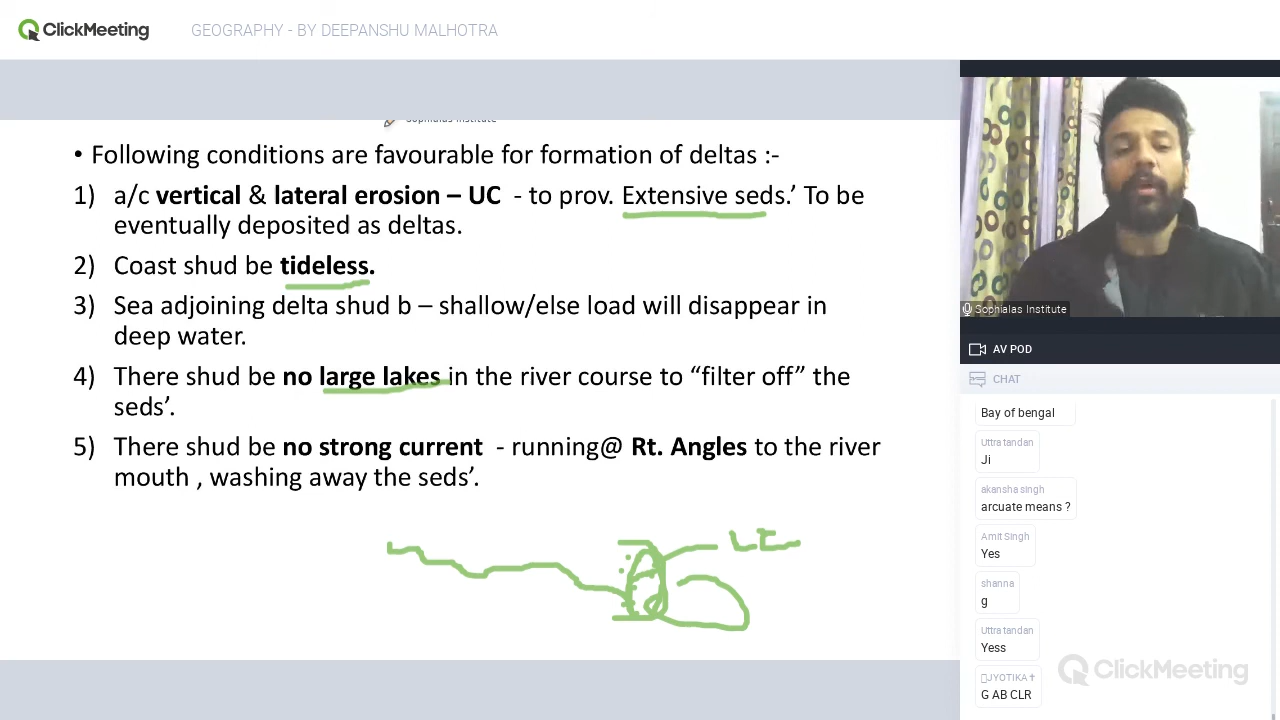 ClickMeeting
GEOGRAPHY - BY DEEPANSHU MALHOTRA
Sophialas Institute
• Following conditions are favourable for formation of deltas :-
1) a/c vertical & lateral erosion – UC - to prov. Extensive seds.’ To be
eventually deposited as deltas.
2) Coast shud be tideless.
3) Sea adjoining delta shud b – shallow/else load will disappear in
deep water.
4) There shud be no large lakes in the river course to “filter off” the
seds’.
5) There shud be no strong current - running@ Rt. Angles to the river
mouth , washing away the seds’.
Sophialas Institute
AV POD
CHAT
Bay of bengal
Uttra tandan
Ji
akansha singh
arcuate means ?
Amit Singh
Yes
shanna
g
Uttra tandan
Yess
JYOTIKA
G AB CLR
ClickMeeting